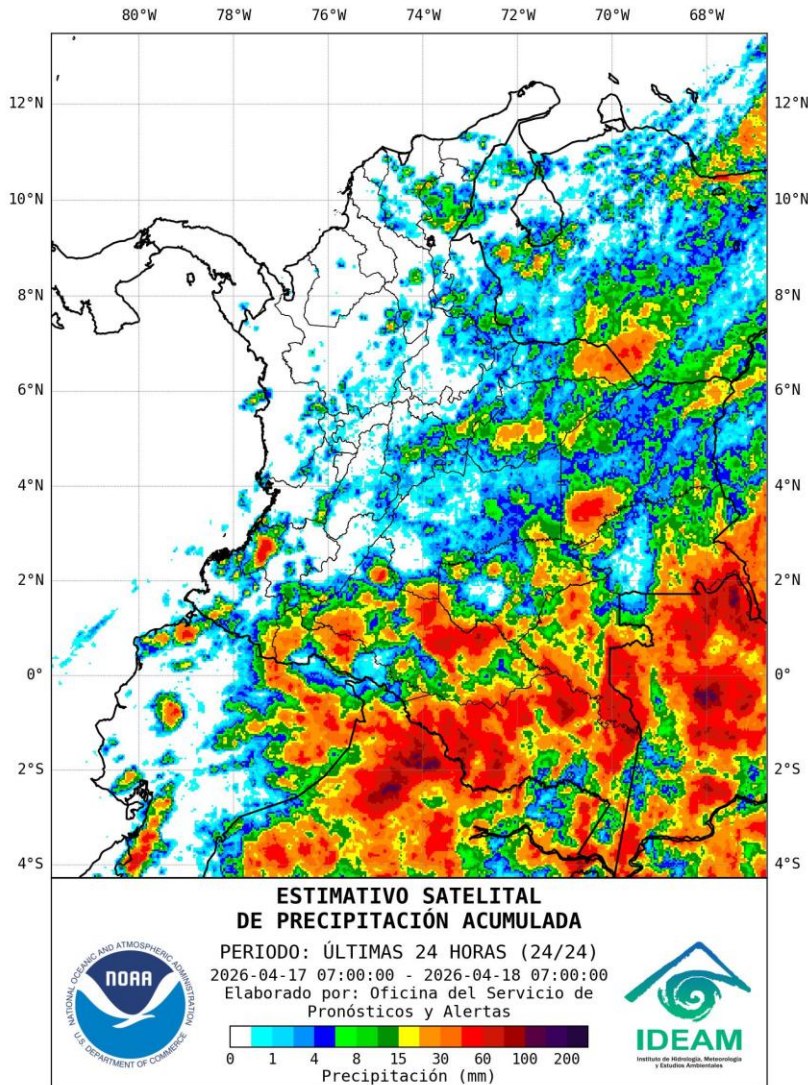 80°W 78°W 76°W 74°W 72°W 70°W 68°W
12°N 12°N
10°N 10°N
8°N 8°N
6°N 6°N
4°N 4°N
2°N 2°N
0° 0°
2°S 2°S
4°S 4°S
ESTIMATIVO SATELITAL
DE PRECIPITACIÓN ACUMULADA
PERIODO: ÚLTIMAS 24 HORAS (24/24)
2026-04-17 07:00:00 - 2026-04-18 07:00:00
Elaborado por: Oficina del Servicio de
Pronósticos y Alertas
0 1 4 8 15 30 60 100 200
Precipitación (mm)
NATIONAL OCEANIC AND ATMOSPHERIC ADMINISTRATION
NOAA
U.S. DEPARTMENT OF COMMERCE
IDEAM
Instituto de Hidrología, Meteorología
y Estudios Ambientales